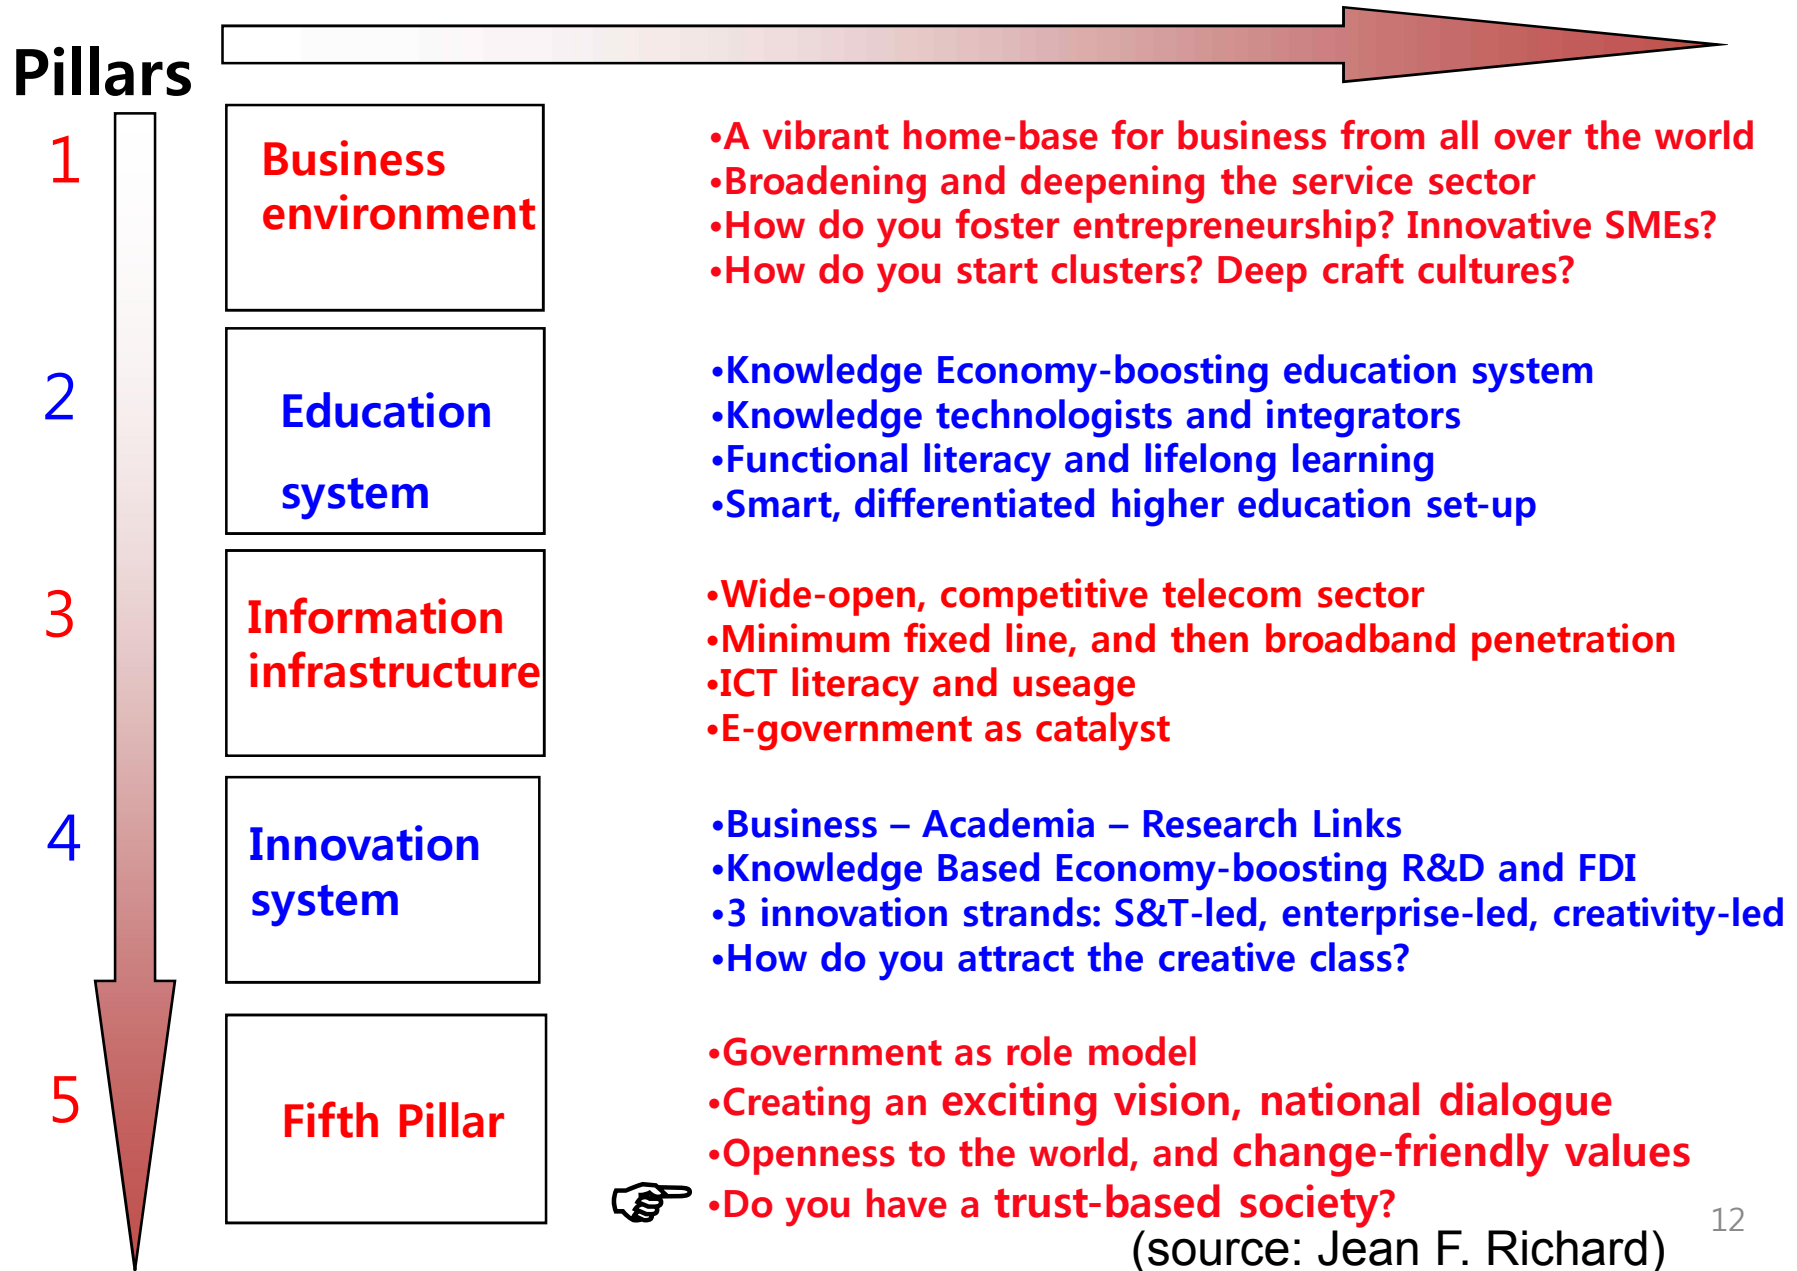 Pillars
1
Business
environment
•A vibrant home-base for business from all over the world
•Broadening and deepening the service sector
•How do you foster entrepreneurship? Innovative SMEs?
•How do you start clusters? Deep craft cultures?
2
Education
system
•Knowledge Economy-boosting education system
•Knowledge technologists and integrators
•Functional literacy and lifelong learning
•Smart, differentiated higher education set-up
3
Information
infrastructure
•Wide-open, competitive telecom sector
•Minimum fixed line, and then broadband penetration
•ICT literacy and useage
•E-government as catalyst
4
Innovation
system
•Business – Academia – Research Links
•Knowledge Based Economy-boosting R&D and FDI
•3 innovation strands: S&T-led, enterprise-led, creativity-led
•How do you attract the creative class?
5
Fifth Pillar
•Government as role model
•Creating an exciting vision, national dialogue
•Openness to the world, and change-friendly values
•Do you have a trust-based society?
12
(source: Jean F. Richard)